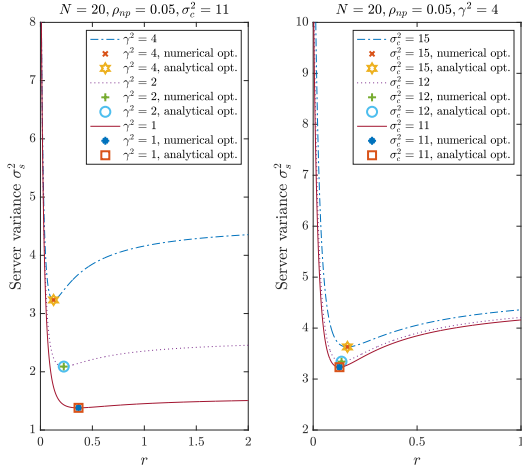 N = 20, ρ_np = 0.05, σ_c^2 = 11
8
7
6
5
4
3
2
1
0
0.5
1
1.5
2
Server variance σ_s^2
r
γ^2 = 4
γ^2 = 4, numerical opt.
γ^2 = 4, analytical opt.
γ^2 = 2
γ^2 = 2, numerical opt.
γ^2 = 2, analytical opt.
γ^2 = 1
γ^2 = 1, numerical opt.
γ^2 = 1, analytical opt.
N = 20, ρ_np = 0.05, γ^2 = 4
10
9
8
7
6
5
4
3
2
0
0.5
1
Server variance σ_s^2
r
σ_c^2 = 15
σ_c^2 = 15, numerical opt.
σ_c^2 = 15, analytical opt.
σ_c^2 = 12
σ_c^2 = 12, numerical opt.
σ_c^2 = 12, analytical opt.
σ_c^2 = 11
σ_c^2 = 11, numerical opt.
σ_c^2 = 11, analytical opt.